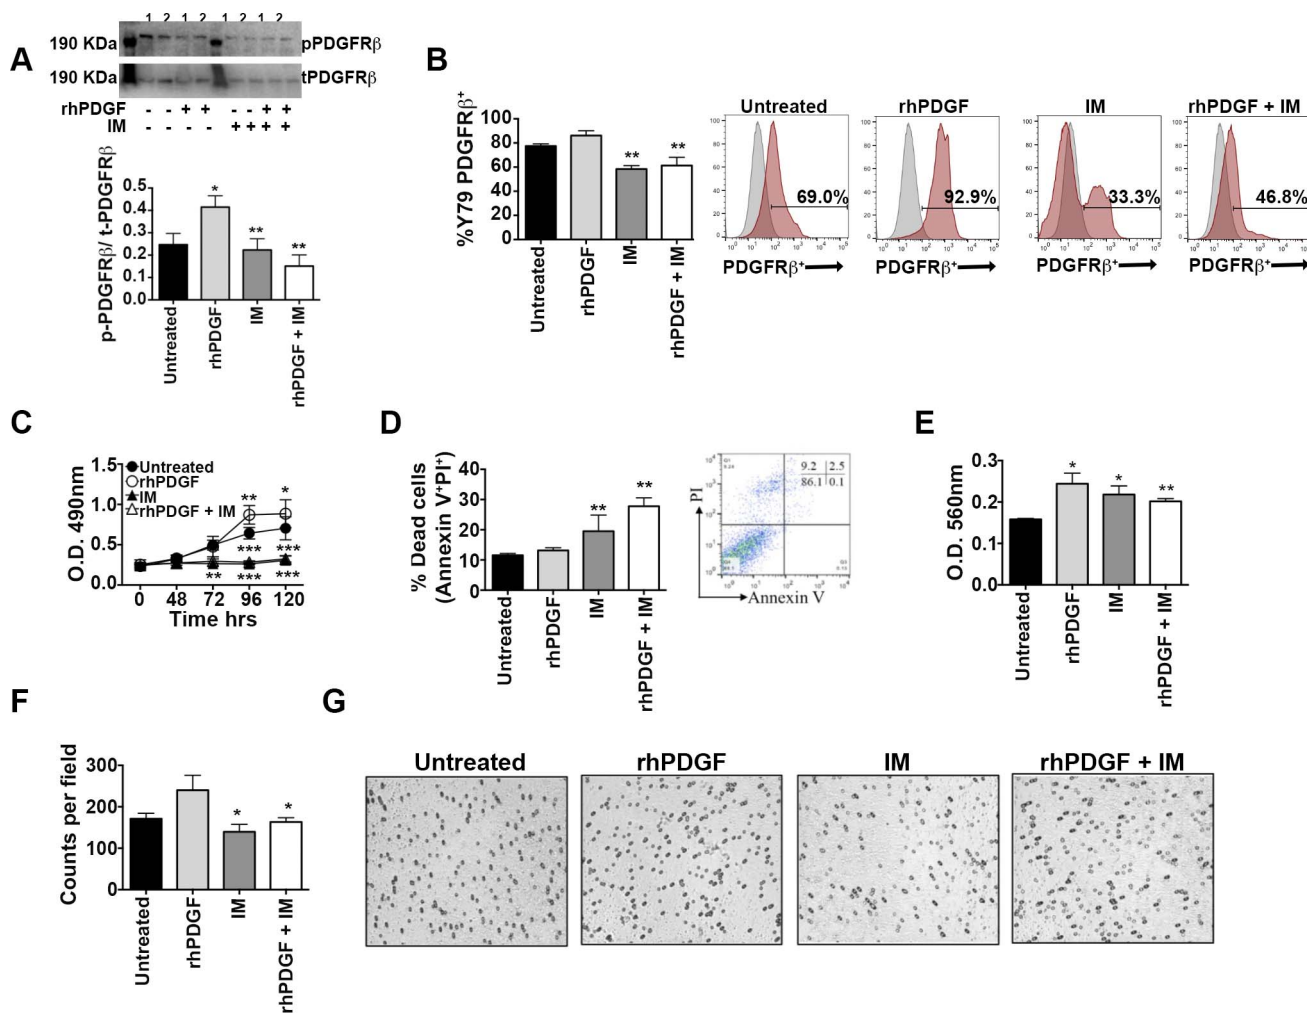 A
1 2 1 2 1 2 1 2
190 KDa
pPDGFRβ
190 KDa
tPDGFRβ
rhPDGF - - + + - - + +
IM - - - - + + + +
p-PDGFRβ/ t-PDGFRβ
0.5
0.4
0.3
0.2
0.1
0.0
*
**
**
Untreated
rhPDGF
IM
rhPDGF + IM
B
%Y79 PDGFRβ+
100
80
60
40
20
0
**
**
Untreated
rhPDGF
IM
rhPDGF + IM
Untreated
rhPDGF
IM
rhPDGF + IM
69.0%
92.9%
33.3%
46.8%
PDGFRβ+
PDGFRβ+
PDGFRβ+
PDGFRβ+
C
O.D. 490nm
1.5
1.0
0.5
0.0
Untreated
rhPDGF
IM
rhPDGF + IM
** *
*** ***
** *** ***
0 48 72 96 120
Time hrs
D
% Dead cells
(Annexin V+PI+)
40
30
20
10
0
**
**
Untreated
rhPDGF
IM
rhPDGF + IM
9.2 2.5
86.1 0.1
PI
Annexin V
E
O.D. 560nm
0.3
0.2
0.1
0.0
*
*
**
Untreated
rhPDGF
IM
rhPDGF + IM
F
Counts per field
300
200
100
0
*
*
Untreated
rhPDGF
IM
rhPDGF + IM
G
Untreated
rhPDGF
IM
rhPDGF + IM